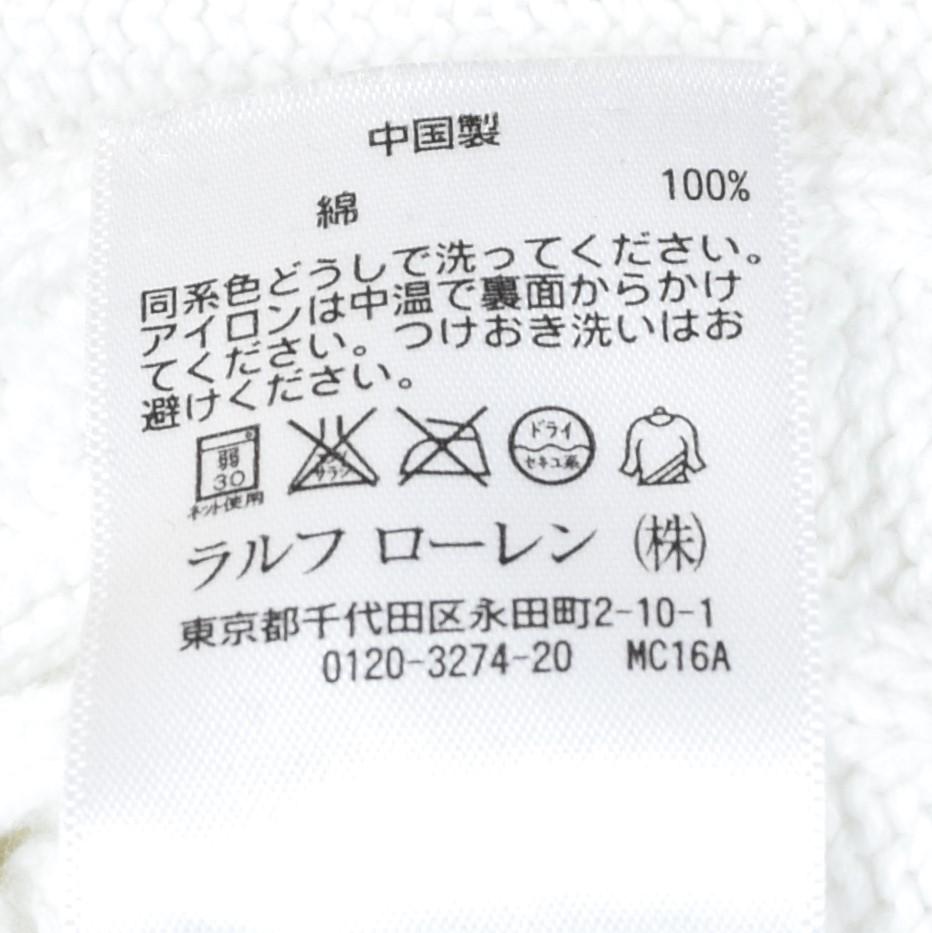 中国製
綿 100%
同系色どうしで洗ってください。
アイロンは中温で裏面からかけ
てください。つけおき洗いはお
避けください。
弱
30
ネット使用
エンソ
サラシ
ドライ
セキユ系
ラルフ ローレン ㈱
東京都千代田区永田町2-10-1
0120-3274-20 MC16A